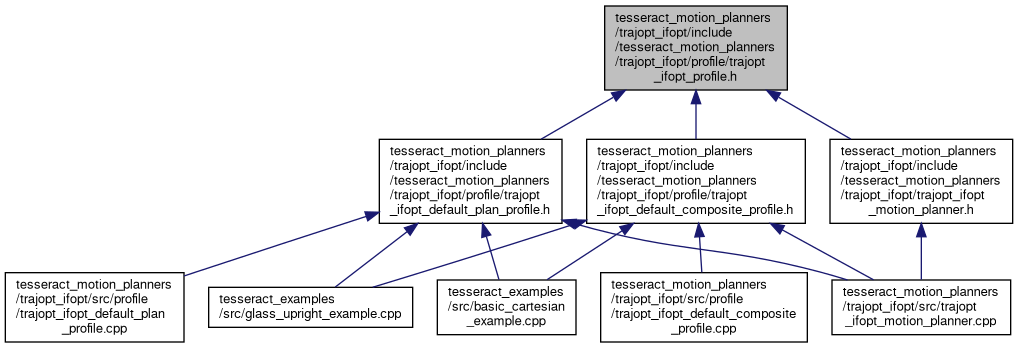 tesseract_motion_planners
/trajopt_ifopt/include
/tesseract_motion_planners
/trajopt_ifopt/profile/trajopt
_ifopt_profile.h
tesseract_motion_planners
/trajopt_ifopt/include
/tesseract_motion_planners
/trajopt_ifopt/profile/trajopt
_ifopt_default_plan_profile.h
tesseract_motion_planners
/trajopt_ifopt/include
/tesseract_motion_planners
/trajopt_ifopt/profile/trajopt
_ifopt_default_composite_profile.h
tesseract_motion_planners
/trajopt_ifopt/include
/tesseract_motion_planners
/trajopt_ifopt/trajopt_ifopt
_motion_planner.h
tesseract_motion_planners
/trajopt_ifopt/src/profile
/trajopt_ifopt_default_plan
_profile.cpp
tesseract_examples
/src/glass_upright_example.cpp
tesseract_examples
/src/basic_cartesian
_example.cpp
tesseract_motion_planners
/trajopt_ifopt/src/profile
/trajopt_ifopt_default_composite
_profile.cpp
tesseract_motion_planners
/trajopt_ifopt/src/trajopt
_ifopt_motion_planner.cpp